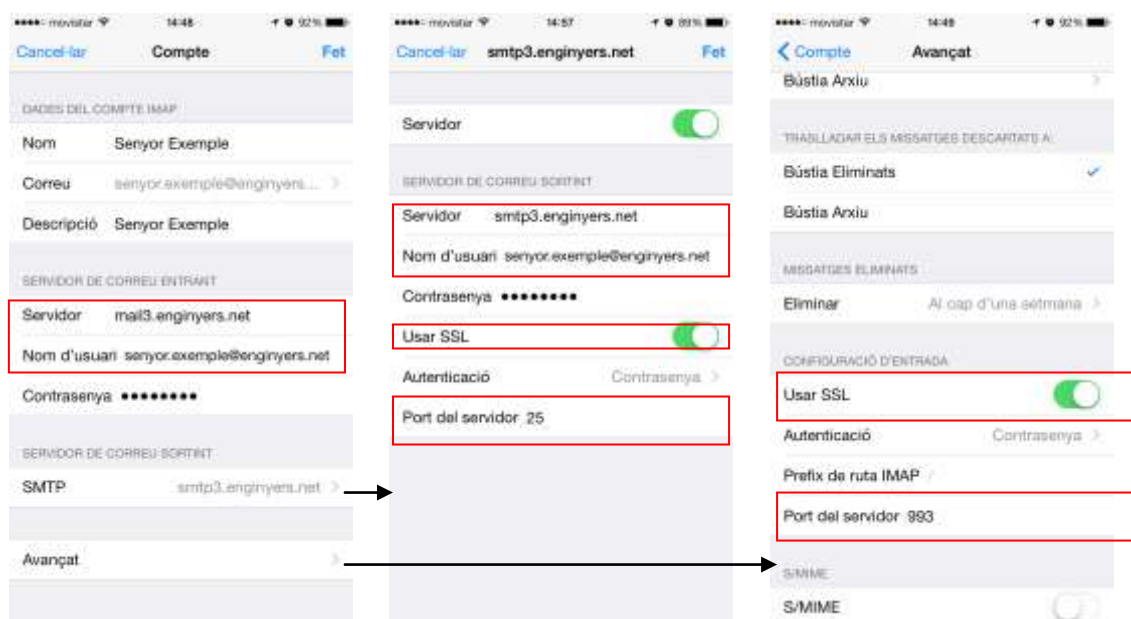 movistar 14:48 92%
Cancel·lar Compte Fet
DADES DEL COMPTE IMAP
Nom Senyor Exemple
Correu senyor.exemple@enginyers... >
Descripció Senyor Exemple
SERVIDOR DE CORREU ENTRANT
Servidor mail3.enginyers.net
Nom d'usuari senyor.exemple@enginyers.net
Contrasenya ●●●●●●●●
SERVIDOR DE CORREU SORTINT
SMTP smtp3.enginyers.net >
Avançat >
movistar 14:57 89%
Cancel·lar smtp3.enginyers.net Fet
Servidor
SERVIDOR DE CORREU SORTINT
Servidor smtp3.enginyers.net
Nom d'usuari senyor.exemple@enginyers.net
Contrasenya ●●●●●●●●
Usar SSL
Autenticació Contrasenya >
Port del servidor 25
movistar 14:49 92%
< Compte Avançat
Bústia Arxiu >
TRASLLADAR ELS MISSATGES DESCARTATS A:
Bústia Eliminats ✓
Bústia Arxiu
MISSATGES ELIMINATS
Eliminar Al cap d'una setmana >
CONFIGURACIÓ D'ENTRADA
Usar SSL
Autenticació Contrasenya >
Prefix de ruta IMAP /
Port del servidor 993
S/MIME
S/MIME